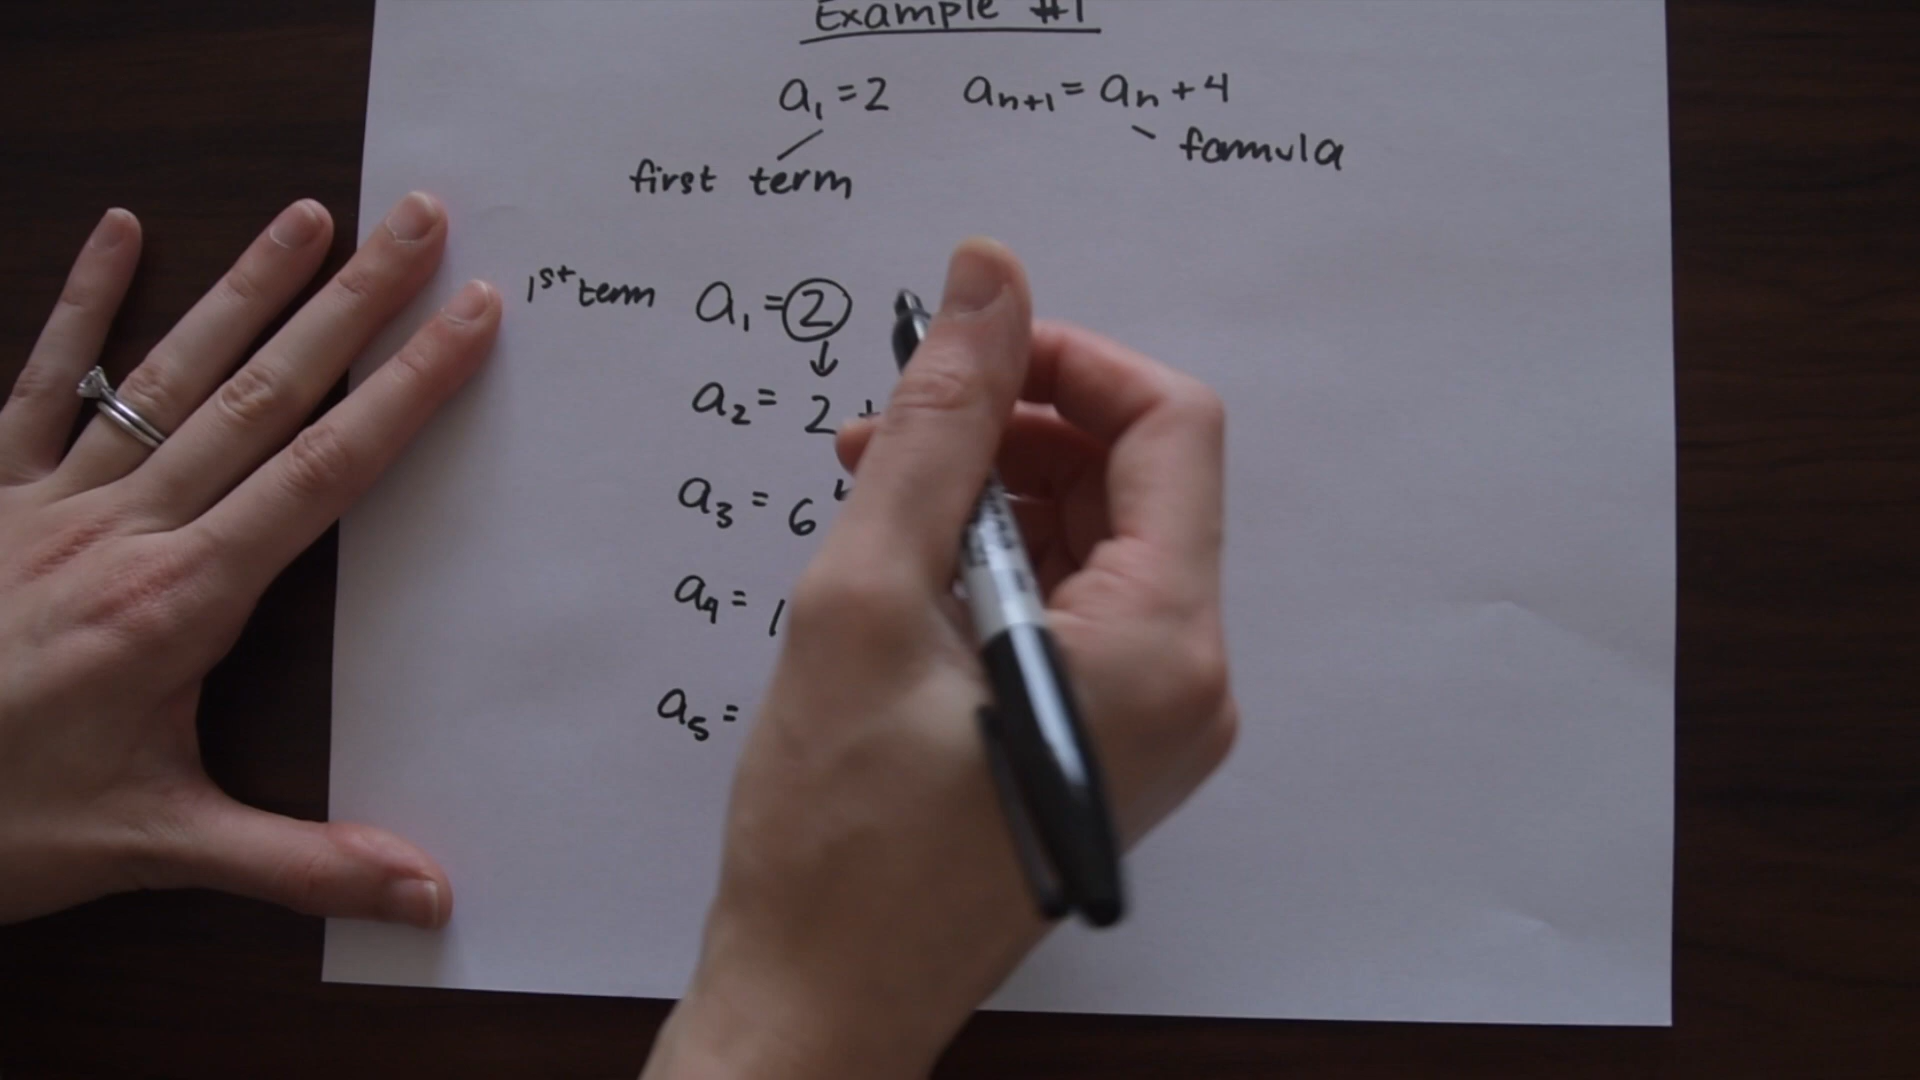 Example #1
a₁ = 2 aₙ₊₁ = aₙ + 4
formula
first term
1st term a₁ = 2
a₂ = 2 +
a₃ = 6
a₄ = 1
a₅ =